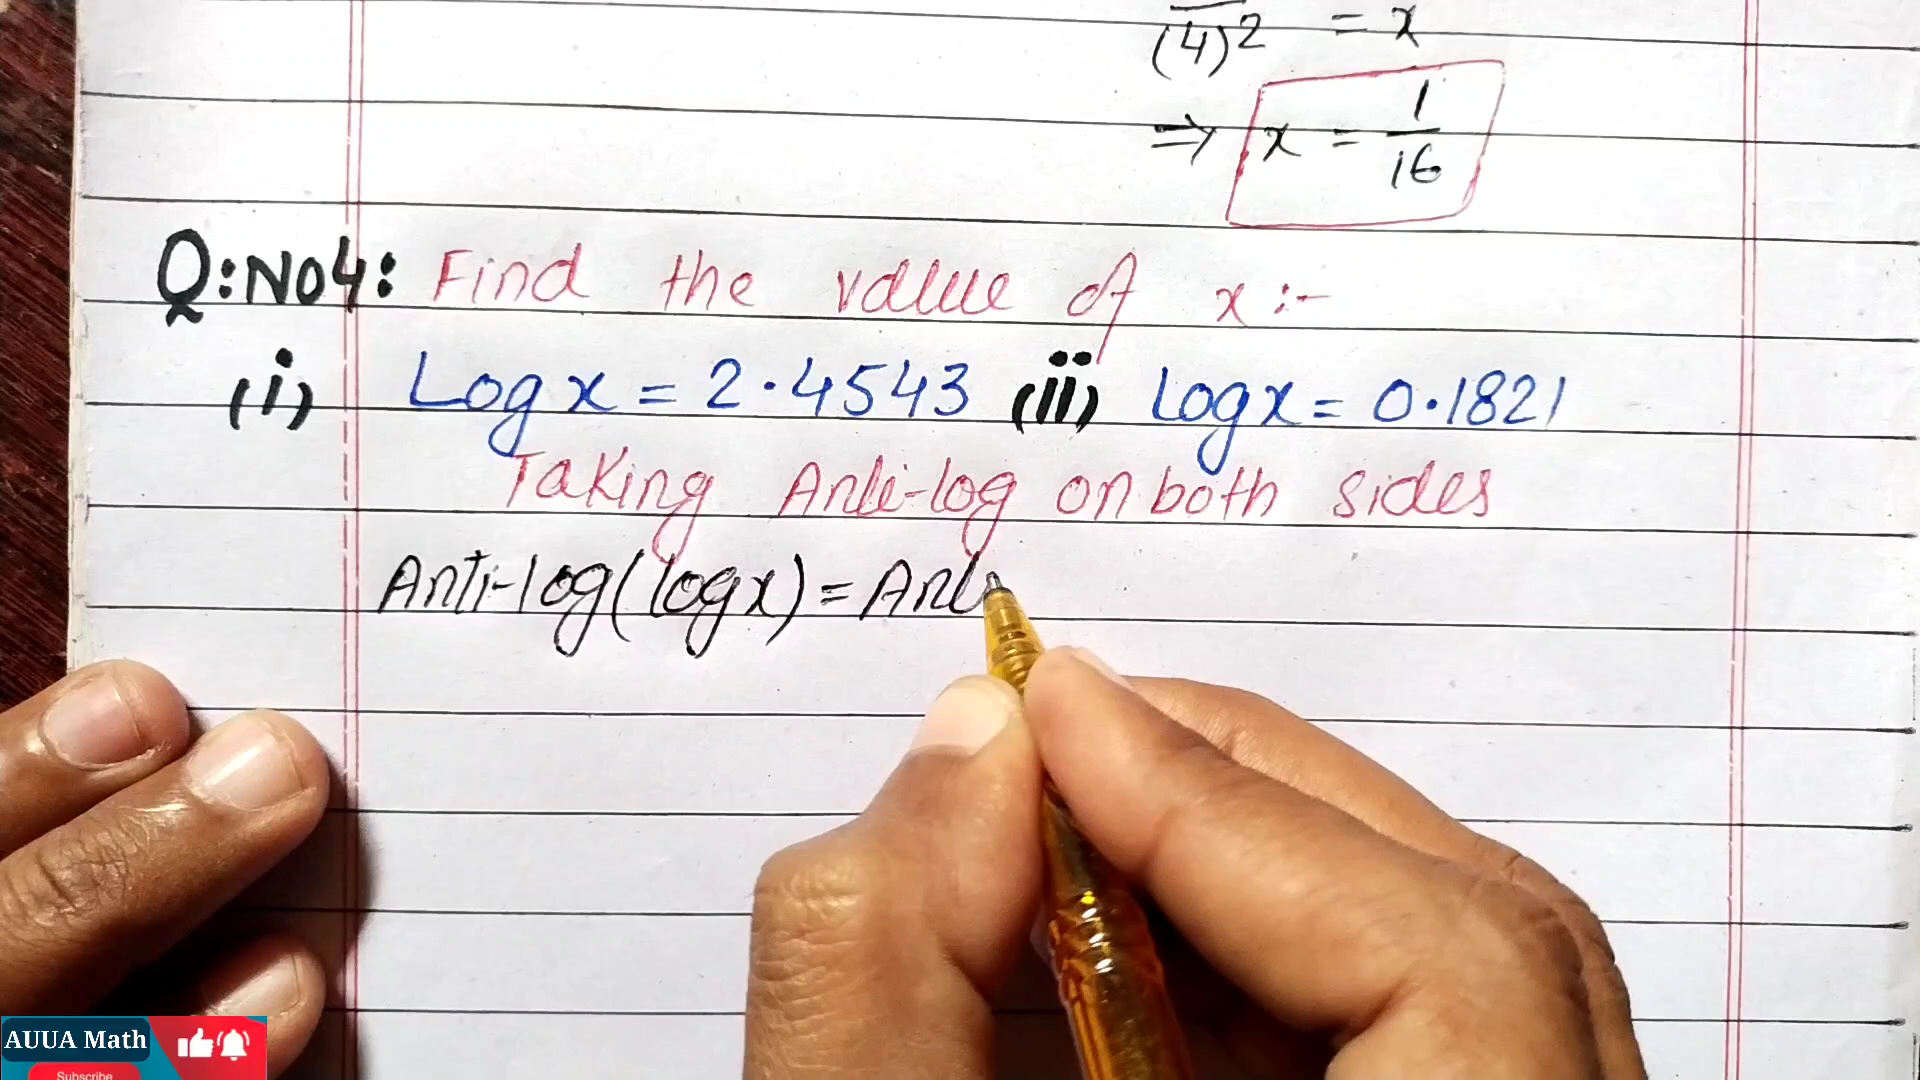 (4)² = x
⇒ x = 1/16
Q:NO4: Find the value of x :-
(i) Log x = 2.4543 (ii) Log x = 0.1821
Taking Anti-log on both sides
Anti-log(log x) = Anti
AUUA Math
Subscribe